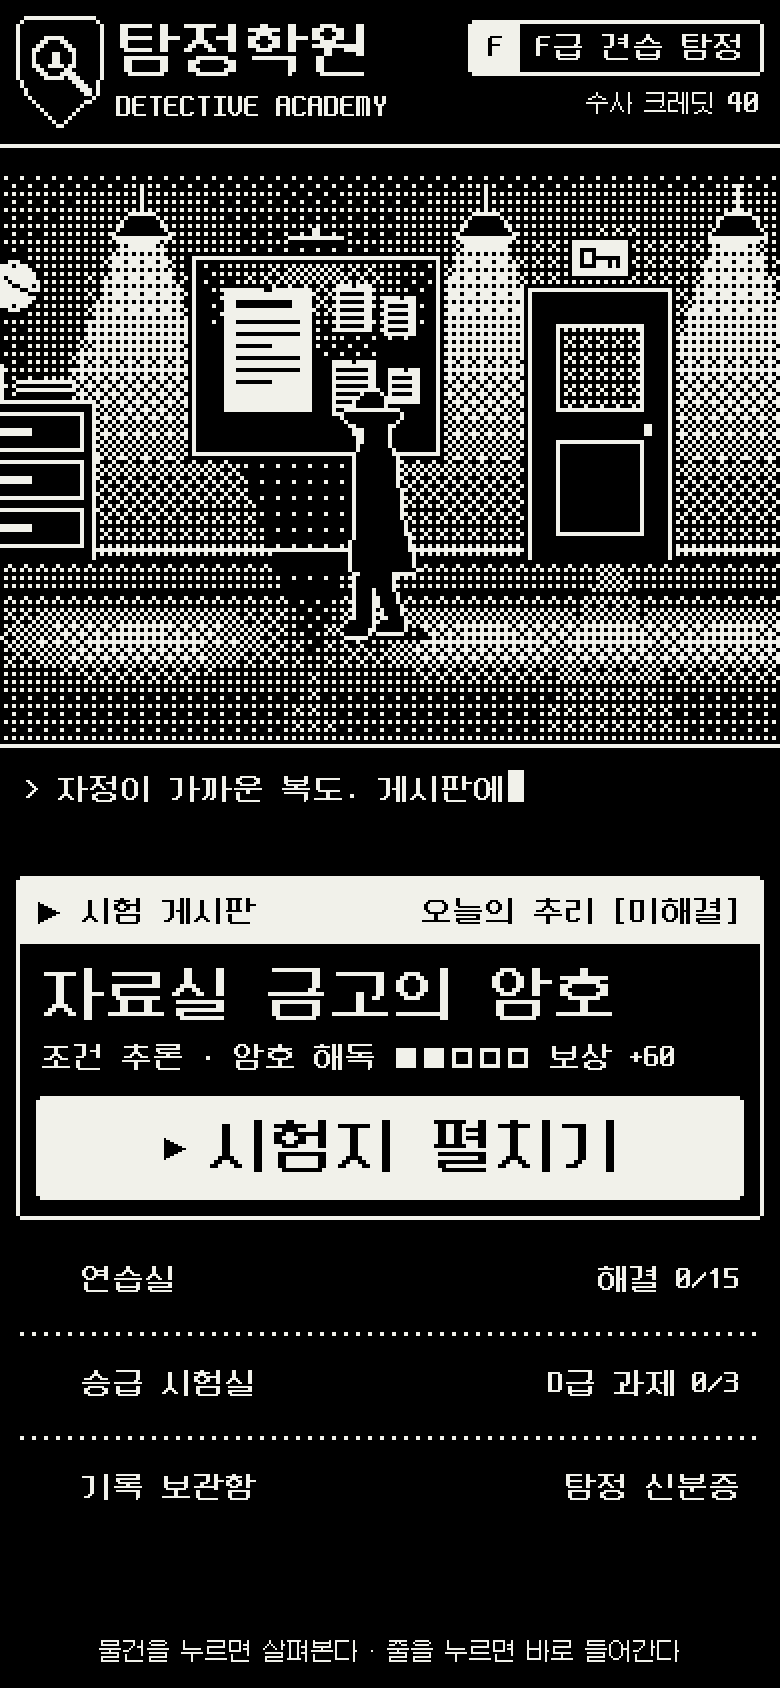 탐정학원
DETECTIVE ACADEMY
F F급 견습 탐정
수사 크레딧 40
> 자정이 가까운 복도. 게시판에
▶ 시험 게시판 오늘의 추리 [미해결]
자료실 금고의 암호
조건 추론 · 암호 해독 ■■□□□ 보상 +60
▶ 시험지 펼치기
연습실 해결 0/15
승급 시험실 D급 과제 0/3
기록 보관함 탐정 신분증
물건을 누르면 살펴본다 · 줄을 누르면 바로 들어간다